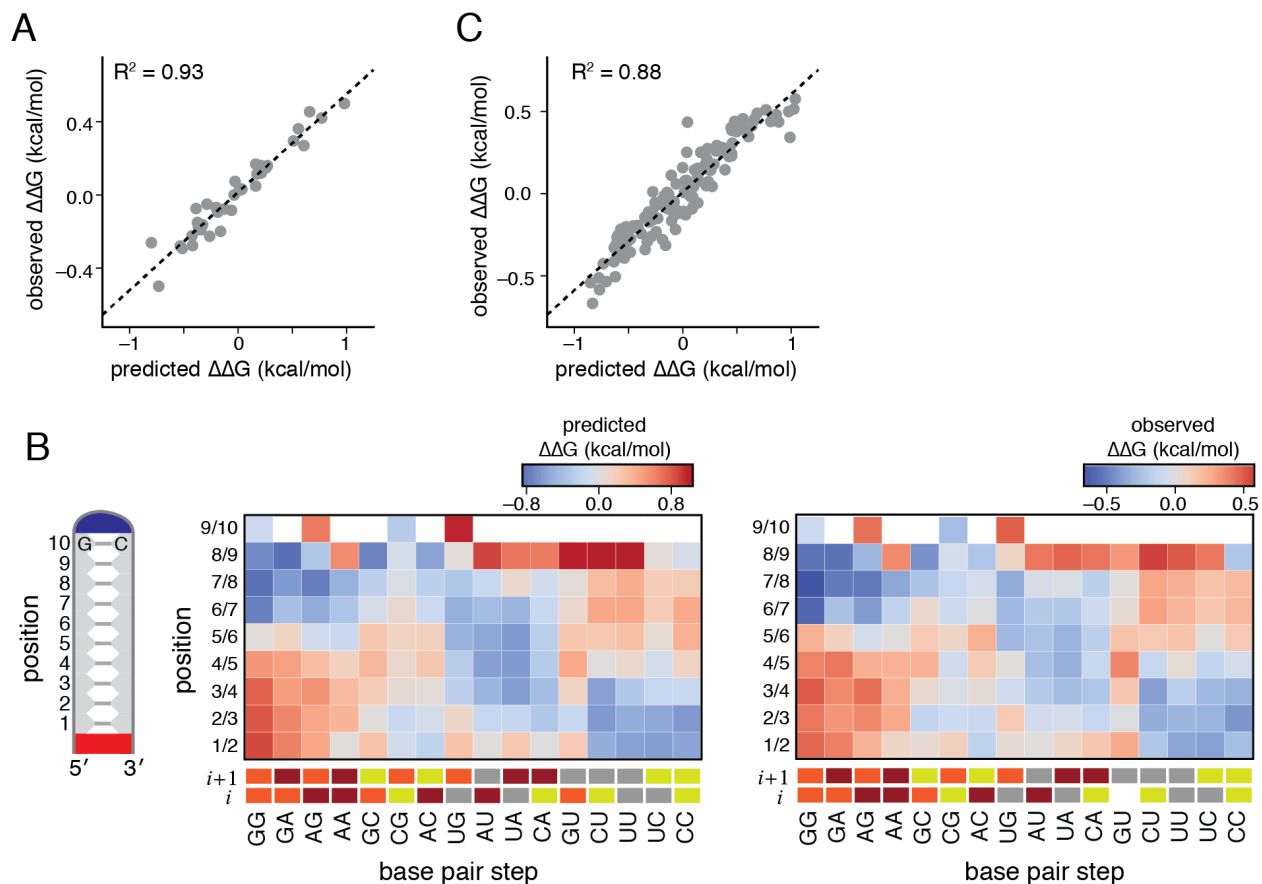 A
R² = 0.93
observed ΔΔG (kcal/mol)
0.4
0.0
−0.4
−1
0
1
predicted ΔΔG (kcal/mol)
C
R² = 0.88
observed ΔΔG (kcal/mol)
0.5
0.0
−0.5
−1
0
1
predicted ΔΔG (kcal/mol)
B
position
10
9
8
7
6
5
4
3
2
1
G C
5′ 3′
predicted
ΔΔG (kcal/mol)
−0.8 0.0 0.8
position
9/10
8/9
7/8
6/7
5/6
4/5
3/4
2/3
1/2
i+1
i
GG GA AG AA GC CG AC UG AU UA CA GU CU UU UC CC
base pair step
observed
ΔΔG (kcal/mol)
−0.5 0.0 0.5
9/10
8/9
7/8
6/7
5/6
4/5
3/4
2/3
1/2
i+1
i
GG GA AG AA GC CG AC UG AU UA CA GU CU UU UC CC
base pair step